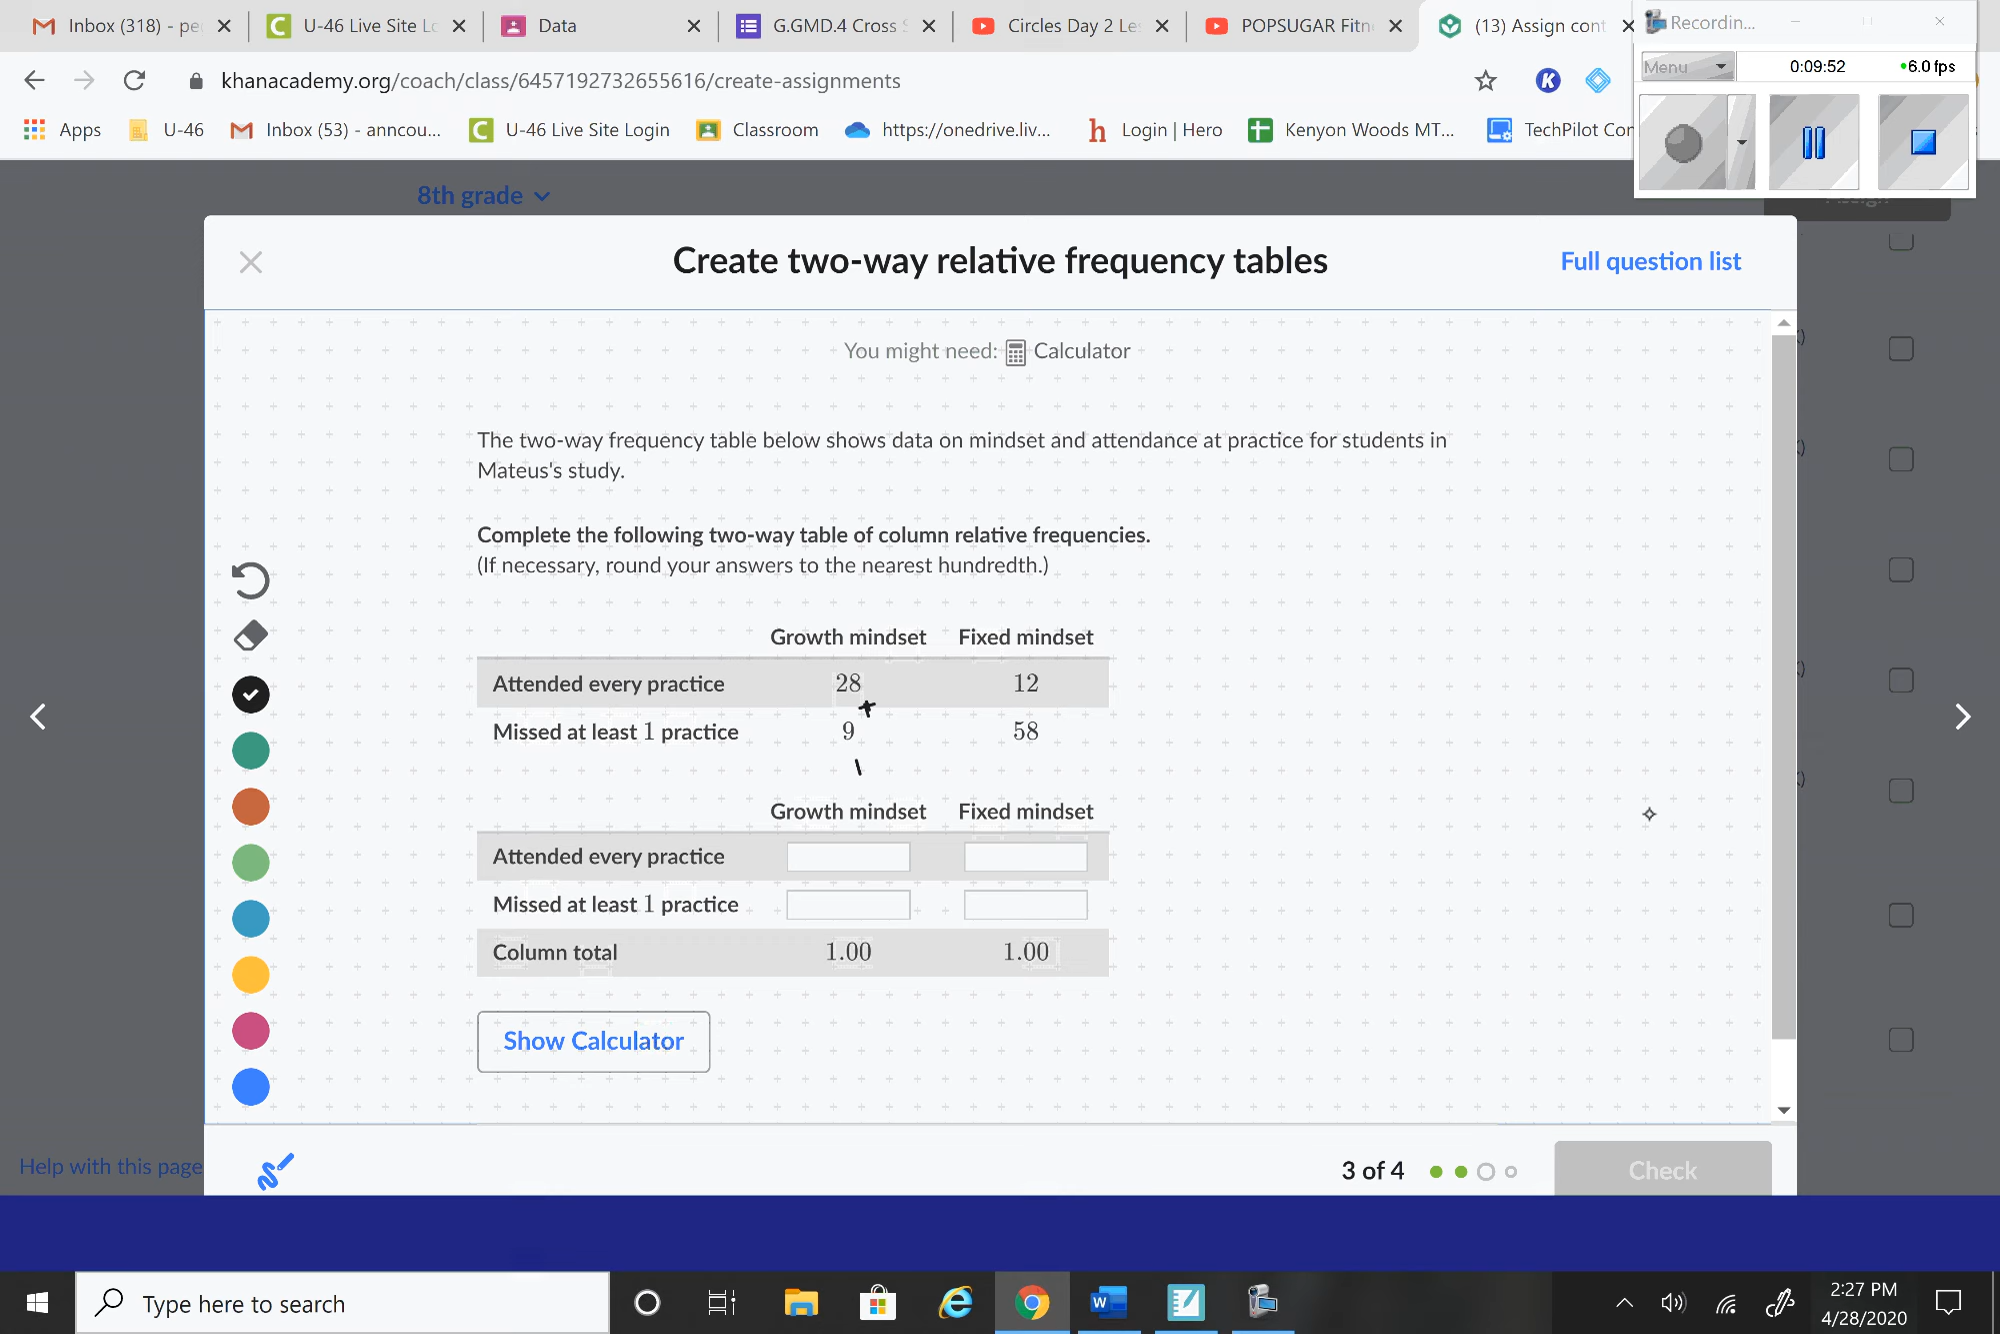 Inbox (318) - pe
U-46 Live Site Lo
Data
G.GMD.4 Cross S
Circles Day 2 Le
POPSUGAR Fitn
(13) Assign cont
Recordin...
khanacademy.org/coach/class/6457192732655616/create-assignments
Menu
0:09:52
6.0 fps
Apps
U-46
Inbox (53) - anncou...
U-46 Live Site Login
Classroom
https://onedrive.liv...
Login | Hero
Kenyon Woods MT...
TechPilot Cor
8th grade
Create two-way relative frequency tables
Full question list
You might need: Calculator
The two-way frequency table below shows data on mindset and attendance at practice for students in
Mateus's study.
Complete the following two-way table of column relative frequencies.
(If necessary, round your answers to the nearest hundredth.)
Growth mindset Fixed mindset
Attended every practice 28 12
+
Missed at least 1 practice 9 58
Growth mindset Fixed mindset
Attended every practice
Missed at least 1 practice
Column total 1.00 1.00
Show Calculator
Help with this page
3 of 4
Check
Type here to search
2:27 PM
4/28/2020